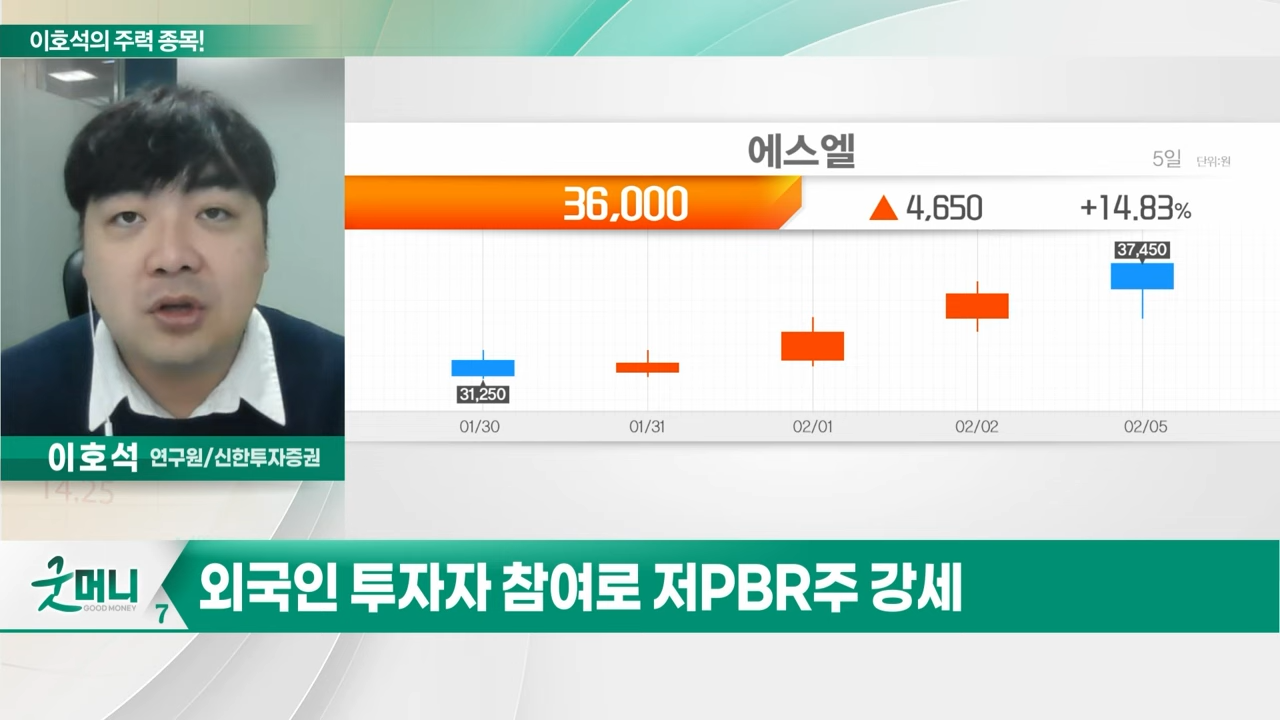 이호석의 주력 종목!
에스엘
5일 단위:원
36,000 ▲ 4,650 +14.83%
37,450
31,250
01/30 01/31 02/01 02/02 02/05
이호석 연구원/신한투자증권
14.25
굿머니
GOOD MONEY 7
외국인 투자자 참여로 저PBR주 강세